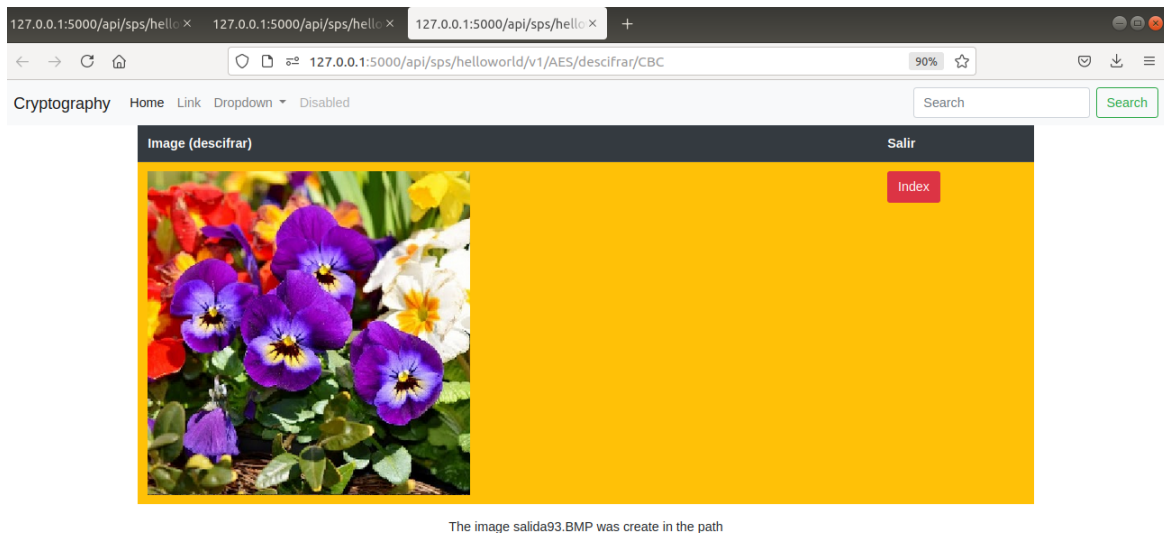 127.0.0.1:5000/api/sps/hello × 127.0.0.1:5000/api/sps/hello × 127.0.0.1:5000/api/sps/hello × +
127.0.0.1:5000/api/sps/helloworld/v1/AES/descifrar/CBC 90%
Cryptography Home Link Dropdown Disabled Search Search
Image (descifrar) Salir
Index
The image salida93.BMP was create in the path